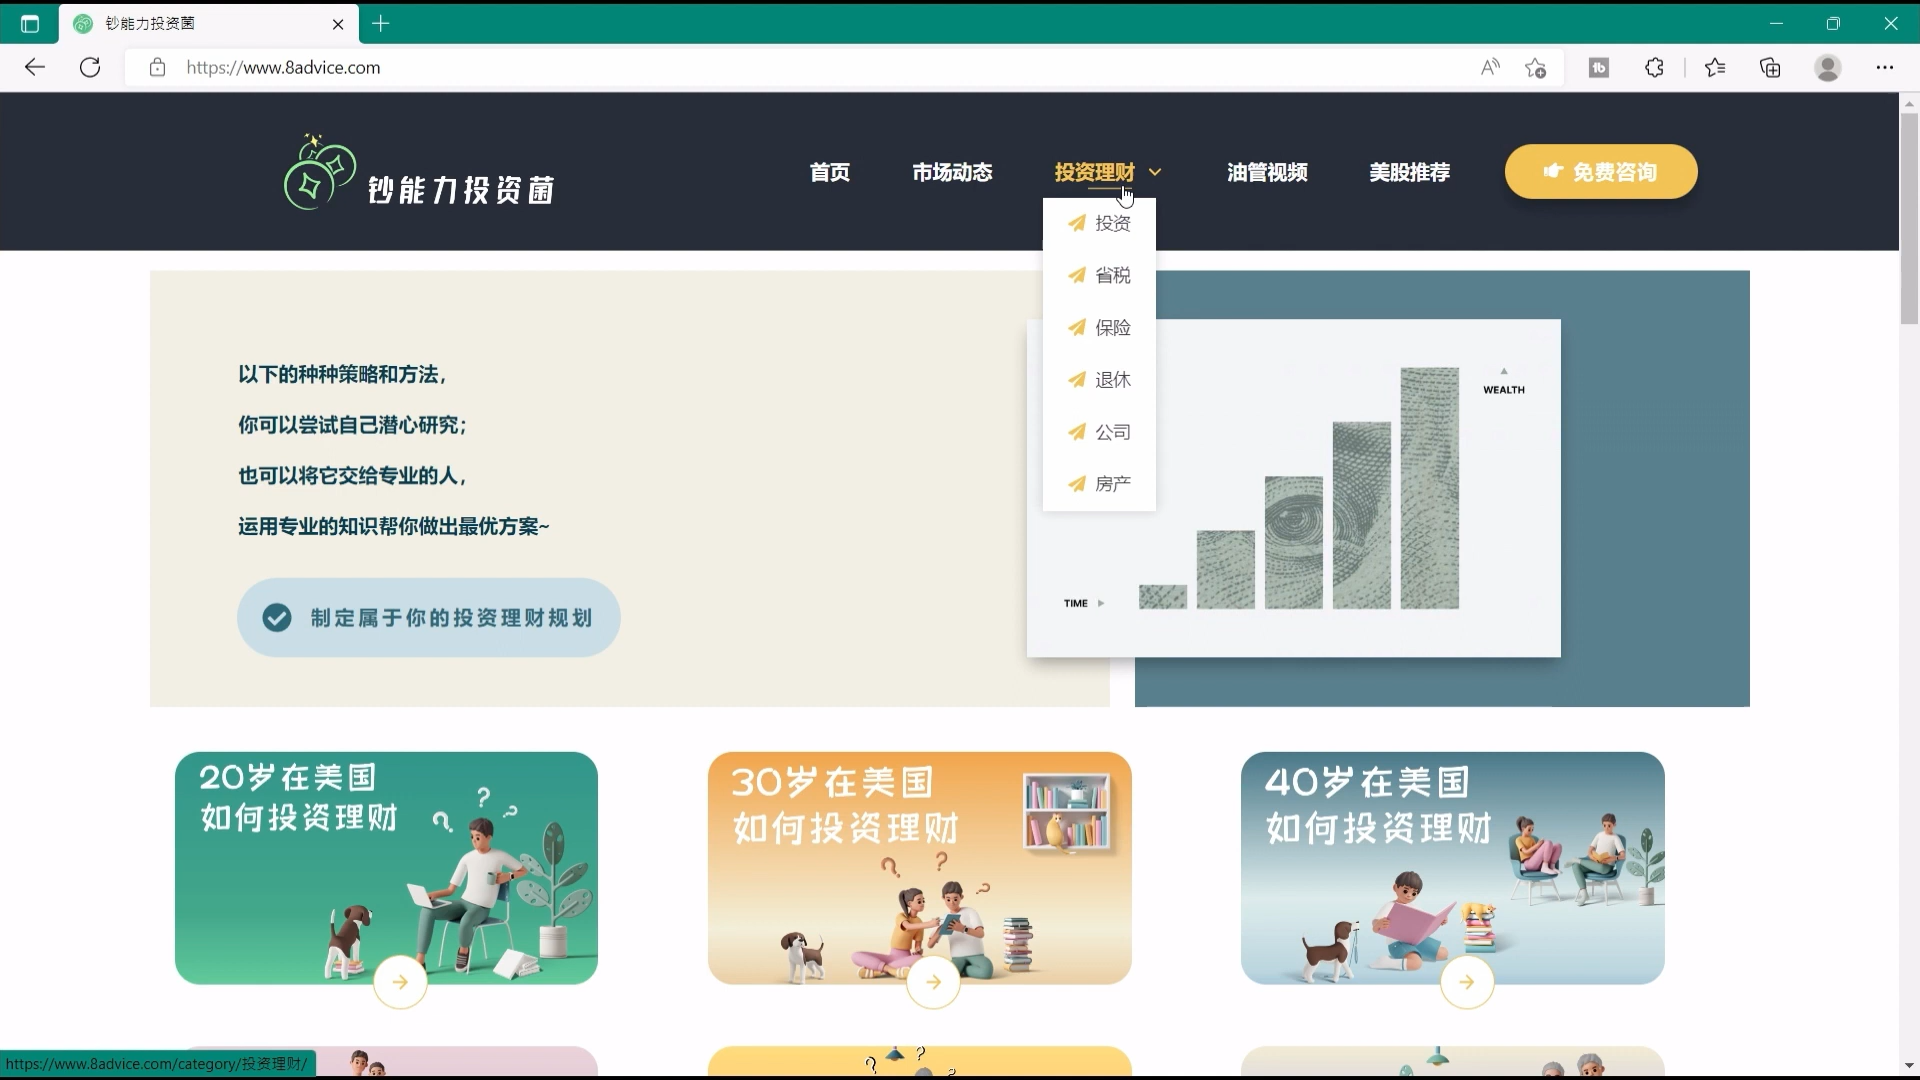 钞能力投资菌
https://www.8advice.com
钞能力投资菌
首页
市场动态
投资理财
油管视频
美股推荐
免费咨询
投资
省税
保险
退休
公司
房产
以下的种种策略和方法，
你可以尝试自己潜心研究；
也可以将它交给专业的人，
运用专业的知识帮你做出最优方案~
制定属于你的投资理财规划
WEALTH
TIME
20岁在美国
如何投资理财
30岁在美国
如何投资理财
40岁在美国
如何投资理财
https://www.8advice.com/category/投资理财/